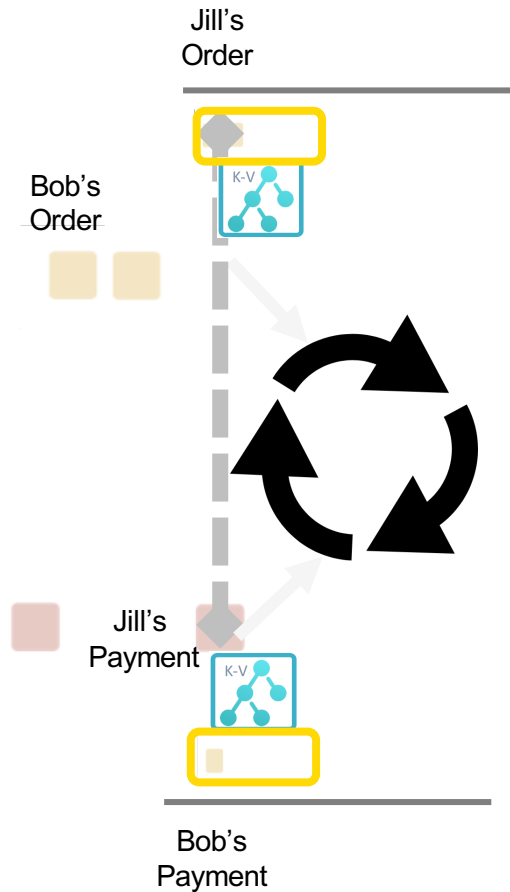 Jill's
Order
K-V
Bob's
Order
Jill's
Payment
K-V
Bob's
Payment